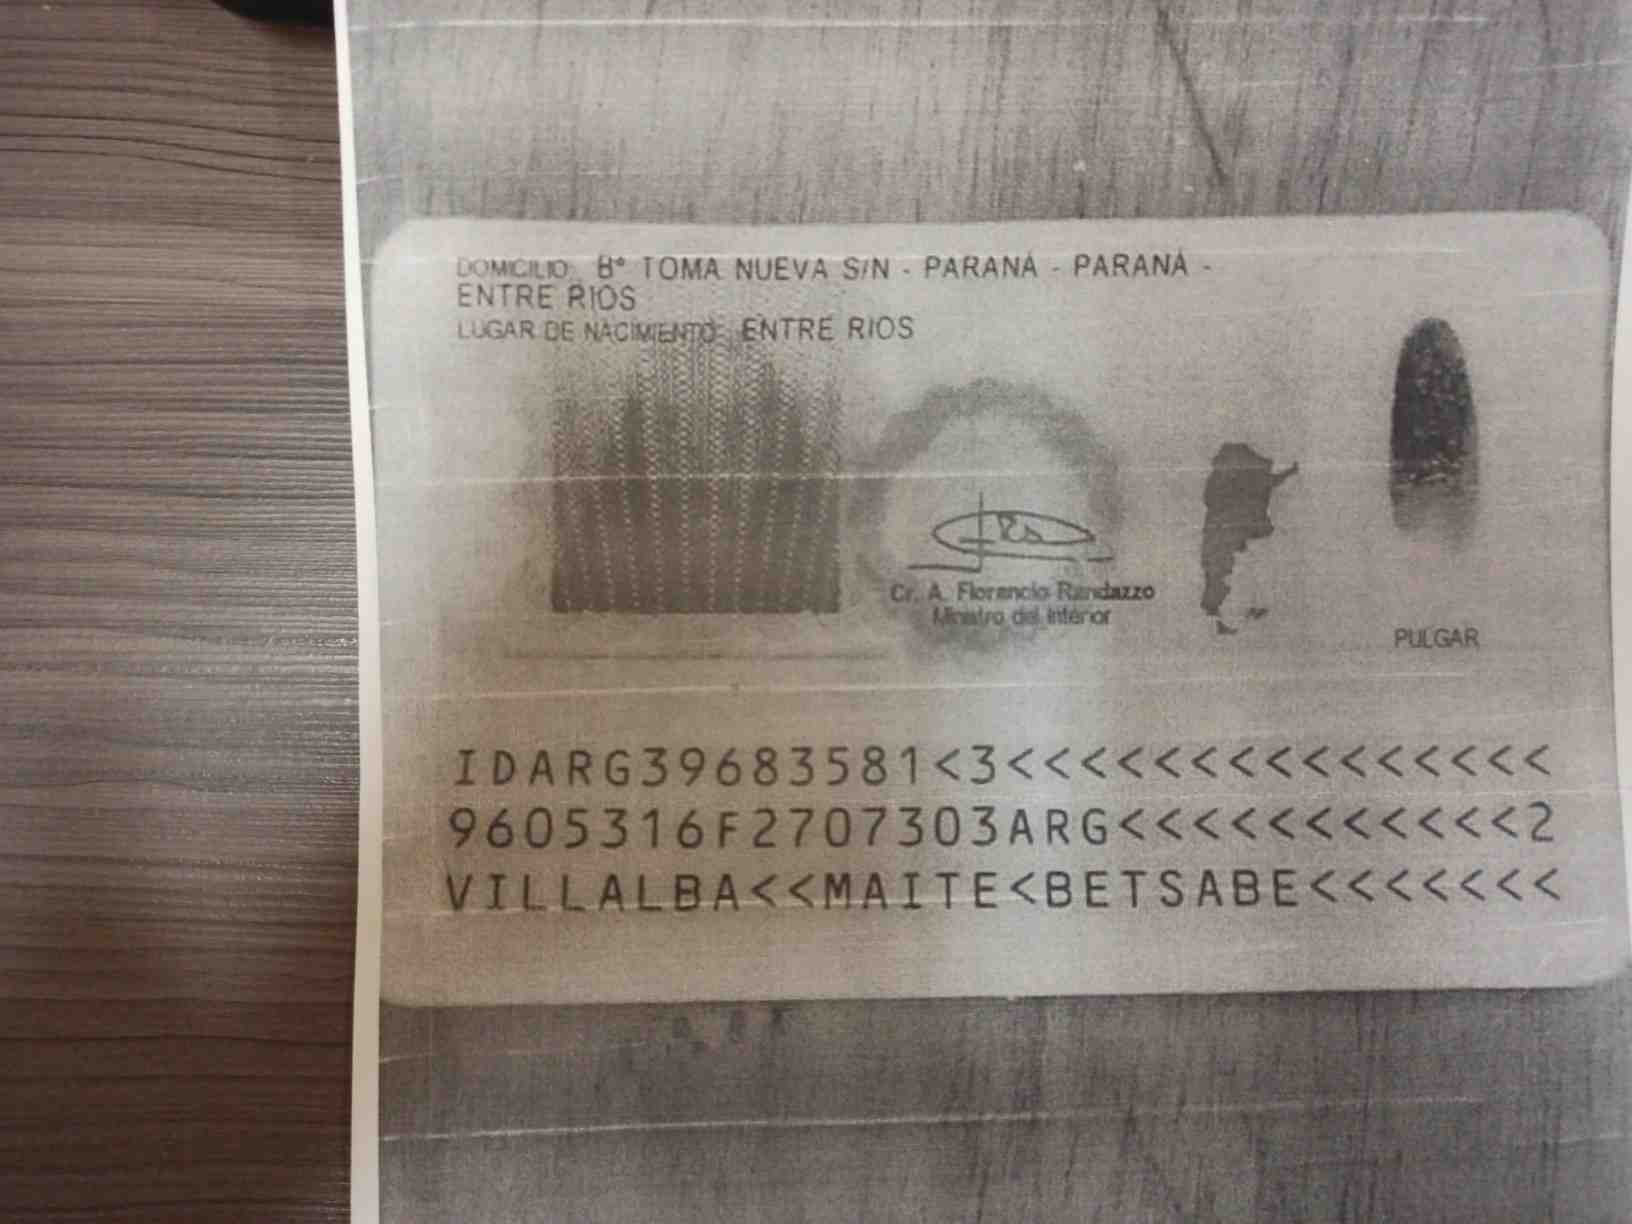 DOMICILIO: Bº TOMA NUEVA S/N - PARANÁ - PARANÁ -
ENTRE RIOS
LUGAR DE NACIMIENTO: ENTRE RIOS
Cr. A. Florencio Randazzo
Ministro del Interior
PULGAR
IDARG39683581<3<<<<<<<<<<<<<<<
9605316F2707303ARG<<<<<<<<<<<2
VILLALBA<<MAITE<BETSABE<<<<<<<